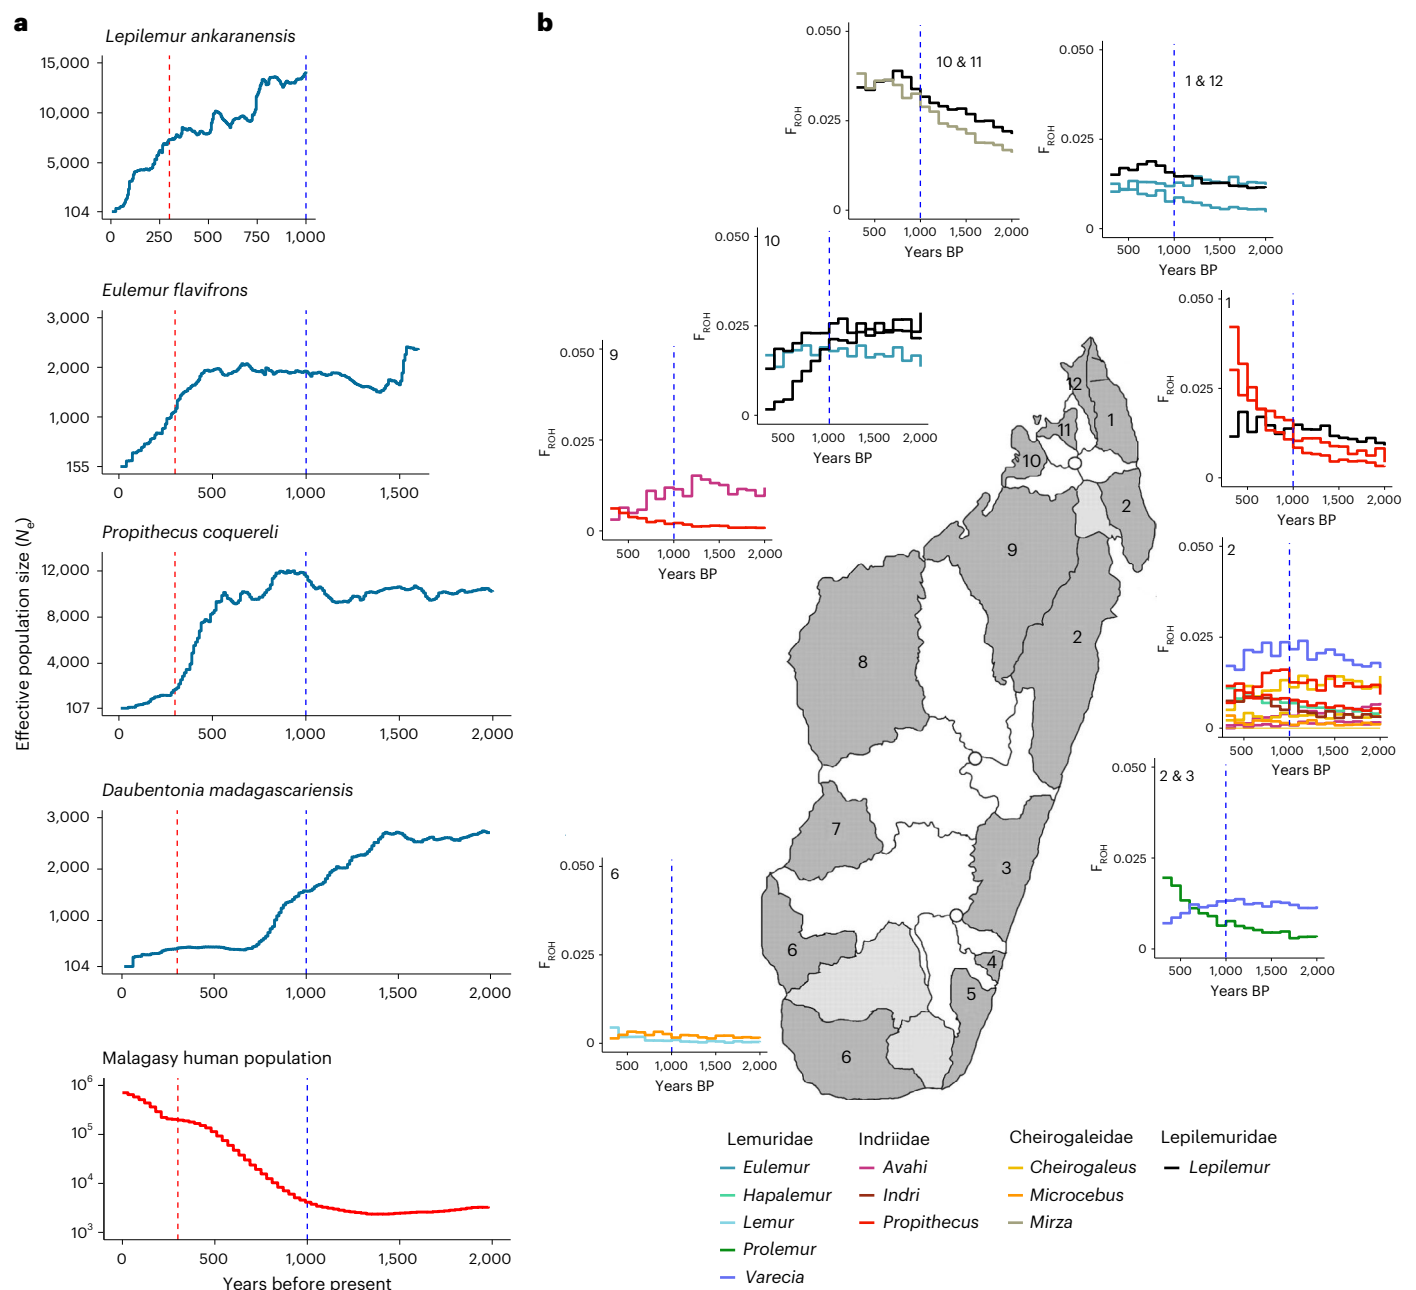 a
Lepilemur ankaranensis
15,000
10,000
5,000
104
0 250 500 750 1,000
Eulemur flavifrons
3,000
2,000
1,000
155
0 500 1,000 1,500
Propithecus coquereli
12,000
8,000
4,000
107
0 500 1,000 1,500 2,000
Daubentonia madagascariensis
3,000
2,000
1,000
104
0 500 1,000 1,500 2,000
Malagasy human population
10⁶
10⁵
10⁴
10³
0 500 1,000 1,500 2,000
Years before present
Effective population size (Nₑ)
b
10 & 11
0.050
0.025
0
F_ROH
500 1,000 1,500 2,000
Years BP
1 & 12
0.050
0.025
0
F_ROH
500 1,000 1,500 2,000
Years BP
10
0.050
0.025
0
F_ROH
500 1,000 1,500 2,000
Years BP
1
0.050
0.025
0
F_ROH
500 1,000 1,500 2,000
Years BP
9
0.050
0.025
0
F_ROH
500 1,000 1,500 2,000
Years BP
2
0.050
0.025
0
F_ROH
500 1,000 1,500 2,000
Years BP
2 & 3
0.050
0.025
0
F_ROH
500 1,000 1,500 2,000
Years BP
6
0.050
0.025
0
F_ROH
500 1,000 1,500 2,000
Years BP
12
1
11
10
2
9
2
8
7
3
6
4
5
6
Lemuridae Indriidae Cheirogaleidae Lepilemuridae
Eulemur Avahi Cheirogaleus Lepilemur
Hapalemur Indri Microcebus
Lemur Propithecus Mirza
Prolemur
Varecia